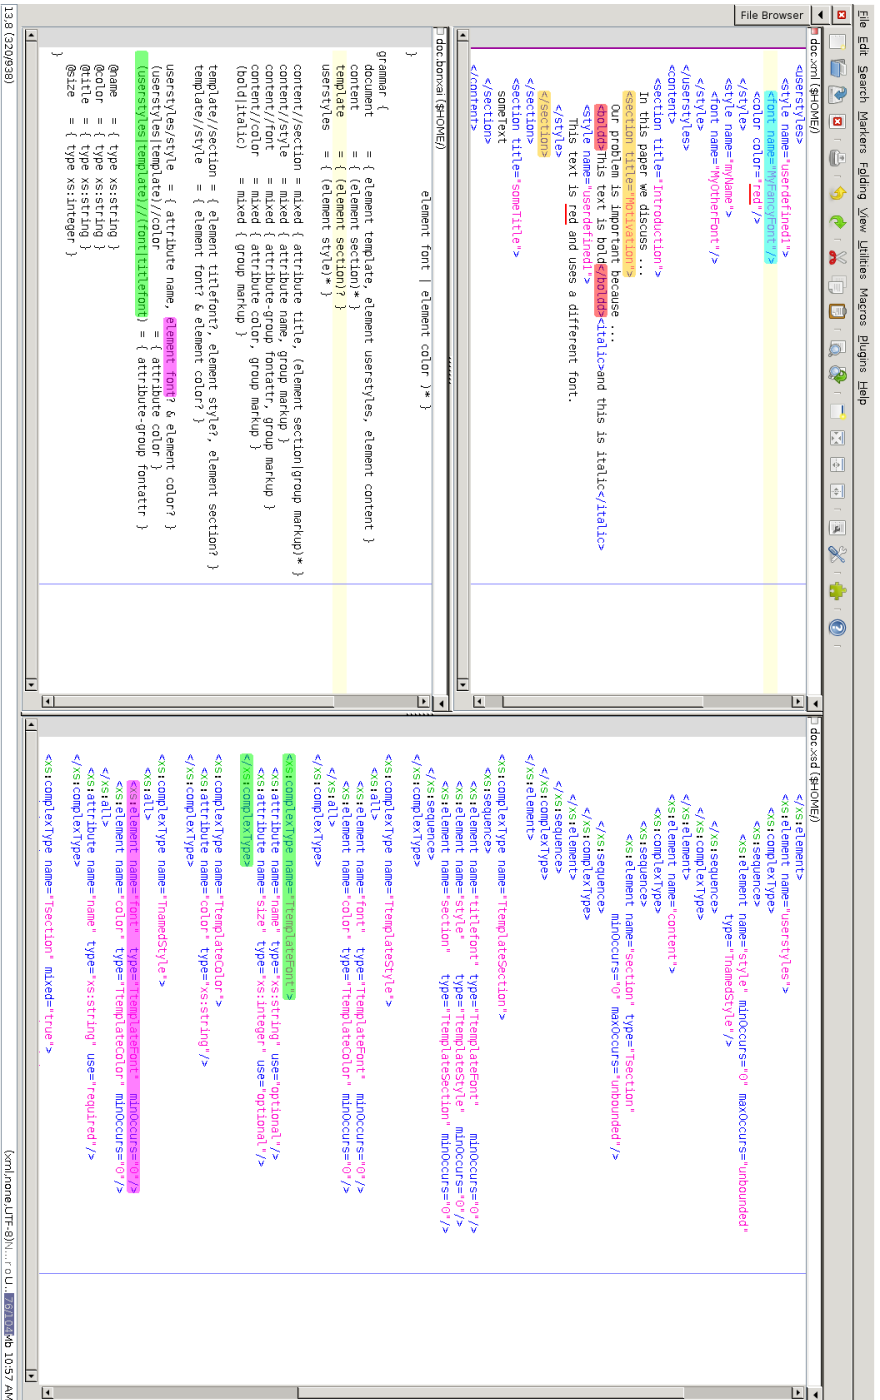 File Edit Search Markers Folding View Utilities Macros Plugins Help
File Browser
doc.xml ($HOME/)
<userstyles>
<style name="userdefined1">
<font name="MyFancyFont"/>
<color color="red"/>
</style>
<style name="myName">
<font name="MyOtherFont"/>
</style>
</userstyles>
<content>
<section title="Introduction">
In this paper we discuss ...
<section title="Motivation">
Our problem is important because ...
<boldd>This text is bold</boldd><italic>and this is italic</italic>
<style name="userdefined1">
This text is red and uses a different font.
</style>
</section>
</section>
<section title="someTitle">
someText
</section>
</content>
doc.bonxai ($HOME/)
element font | element color )* }
}
grammar {
document = { element template, element userstyles, element content }
content = { (element section)* }
template = { (element section)? }
userstyles = { (element style)* }
content//section = mixed { attribute title, (element section|group markup)* }
content//style = mixed { attribute name, group markup }
content//font = mixed { attribute-group fontattr, group markup }
content//color = mixed { attribute color, group markup }
(bold|italic) = mixed { group markup }
template//section = { element titlefont?, element style?, element section? }
template//style = { element font? & element color? }
userstyles/style = { attribute name, element font? & element color? }
(userstyles|template)//color = { attribute color }
(userstyles|template)//(font|titlefont) = { attribute-group fontattr }
@name = { type xs:string }
@color = { type xs:string }
@title = { type xs:string }
@size = { type xs:integer }
}
doc.xsd ($HOME/)
</xs:element>
<xs:element name="userstyles">
<xs:complexType>
<xs:sequence>
<xs:element name="style" minOccurs="0" maxOccurs="unbounded"
type="TnamedStyle"/>
</xs:sequence>
</xs:complexType>
</xs:element>
<xs:element name="content">
<xs:complexType>
<xs:sequence>
<xs:element name="section" type="Tsection"
minOccurs="0" maxOccurs="unbounded"/>
</xs:sequence>
</xs:complexType>
</xs:element>
</xs:sequence>
</xs:complexType>
</xs:element>
<xs:complexType name="TtemplateSection">
<xs:sequence>
<xs:element name="titlefont" type="TtemplateFont" minOccurs="0"/>
<xs:element name="style" type="TtemplateStyle" minOccurs="0"/>
<xs:element name="section" type="TtemplateSection" minOccurs="0"/>
</xs:sequence>
</xs:complexType>
<xs:complexType name="TtemplateStyle">
<xs:all>
<xs:element name="font" type="TtemplateFont" minOccurs="0"/>
<xs:element name="color" type="TtemplateColor" minOccurs="0"/>
</xs:all>
</xs:complexType>
<xs:complexType name="TtemplateFont">
<xs:attribute name="name" type="xs:string" use="optional"/>
<xs:attribute name="size" type="xs:integer" use="optional"/>
</xs:complexType>
<xs:complexType name="TtemplateColor">
<xs:attribute name="color" type="xs:string"/>
</xs:complexType>
<xs:complexType name="TnamedStyle">
<xs:all>
<xs:element name="font" type="TtemplateFont" minOccurs="0"/>
<xs:element name="color" type="TtemplateColor" minOccurs="0"/>
</xs:all>
<xs:attribute name="name" type="xs:string" use="required"/>
</xs:complexType>
<xs:complexType name="Tsection" mixed="true">
13,8 (320/938) (xml,none,UTF-8)N...r o U... 76/104Mb 10:57 AM